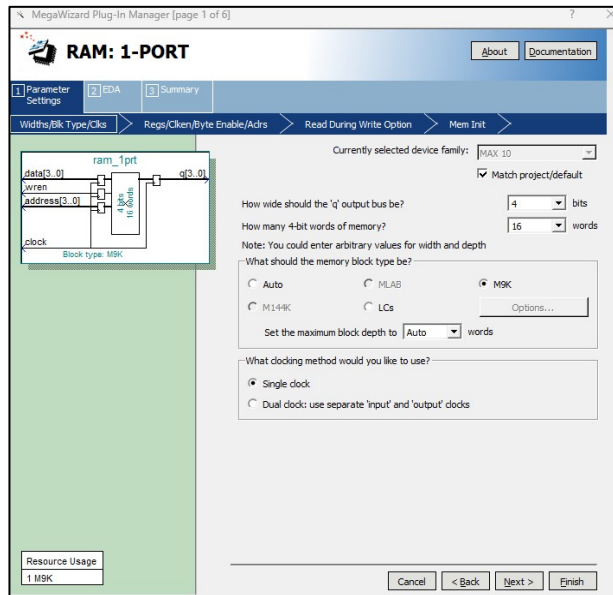 MegaWizard Plug-In Manager [page 1 of 6]
?
RAM: 1-PORT
About
Documentation
1 Parameter Settings
2 EDA
3 Summary
Widths/Blk Type/Clks
Regs/Clken/Byte Enable/Adrs
Read During Write Option
Mem Init
ram_1prt
data[3..0]
q[3..0]
wren
address[3..0]
4 bits
16 words
clock
Block type: M9K
Currently selected device family:
MAX 10
Match project/default
How wide should the 'q' output bus be?
4
bits
How many 4-bit words of memory?
16
words
Note: You could enter arbitrary values for width and depth
What should the memory block type be?
Auto
MLAB
M9K
M144K
LCs
Options...
Set the maximum block depth to
Auto
words
What clocking method would you like to use?
Single clock
Dual clock: use separate 'input' and 'output' clocks
Resource Usage
1 M9K
Cancel
< Back
Next >
Finish